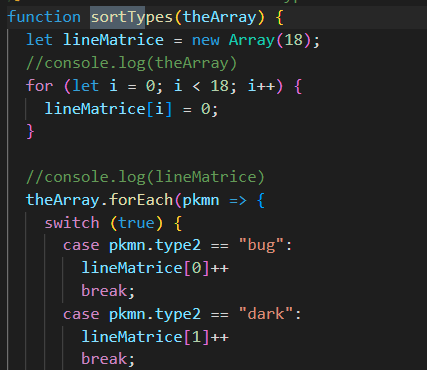 function sortTypes(theArray) {
let lineMatrice = new Array(18);
//console.log(theArray)
for (let i = 0; i < 18; i++) {
lineMatrice[i] = 0;
}
//console.log(lineMatrice)
theArray.forEach(pkmn => {
switch (true) {
case pkmn.type2 == "bug":
lineMatrice[0]++
break;
case pkmn.type2 == "dark":
lineMatrice[1]++
break;